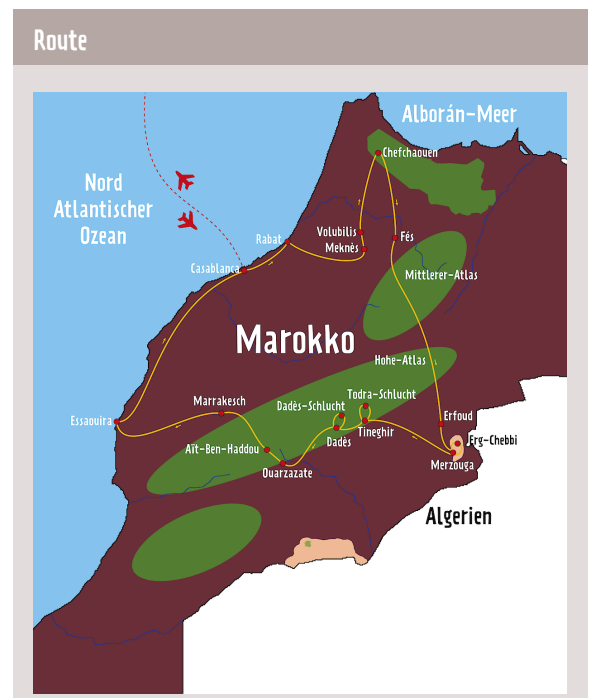 Route
Alborán-Meer
Chefchaouen
Nord
Atlantischer
Ozean
Volubilis
Rabat
Fés
Meknès
Casablanca
Mittlerer-Atlas
Marokko
Hohe-Atlas
Todra-Schlucht
Marrakesch
Dadès-Schlucht
Essaouira
Erfoud
Tineghir
Dadès
Erg-Chebbi
Aït-Ben-Haddou
Merzouga
Ouarzazate
Algerien